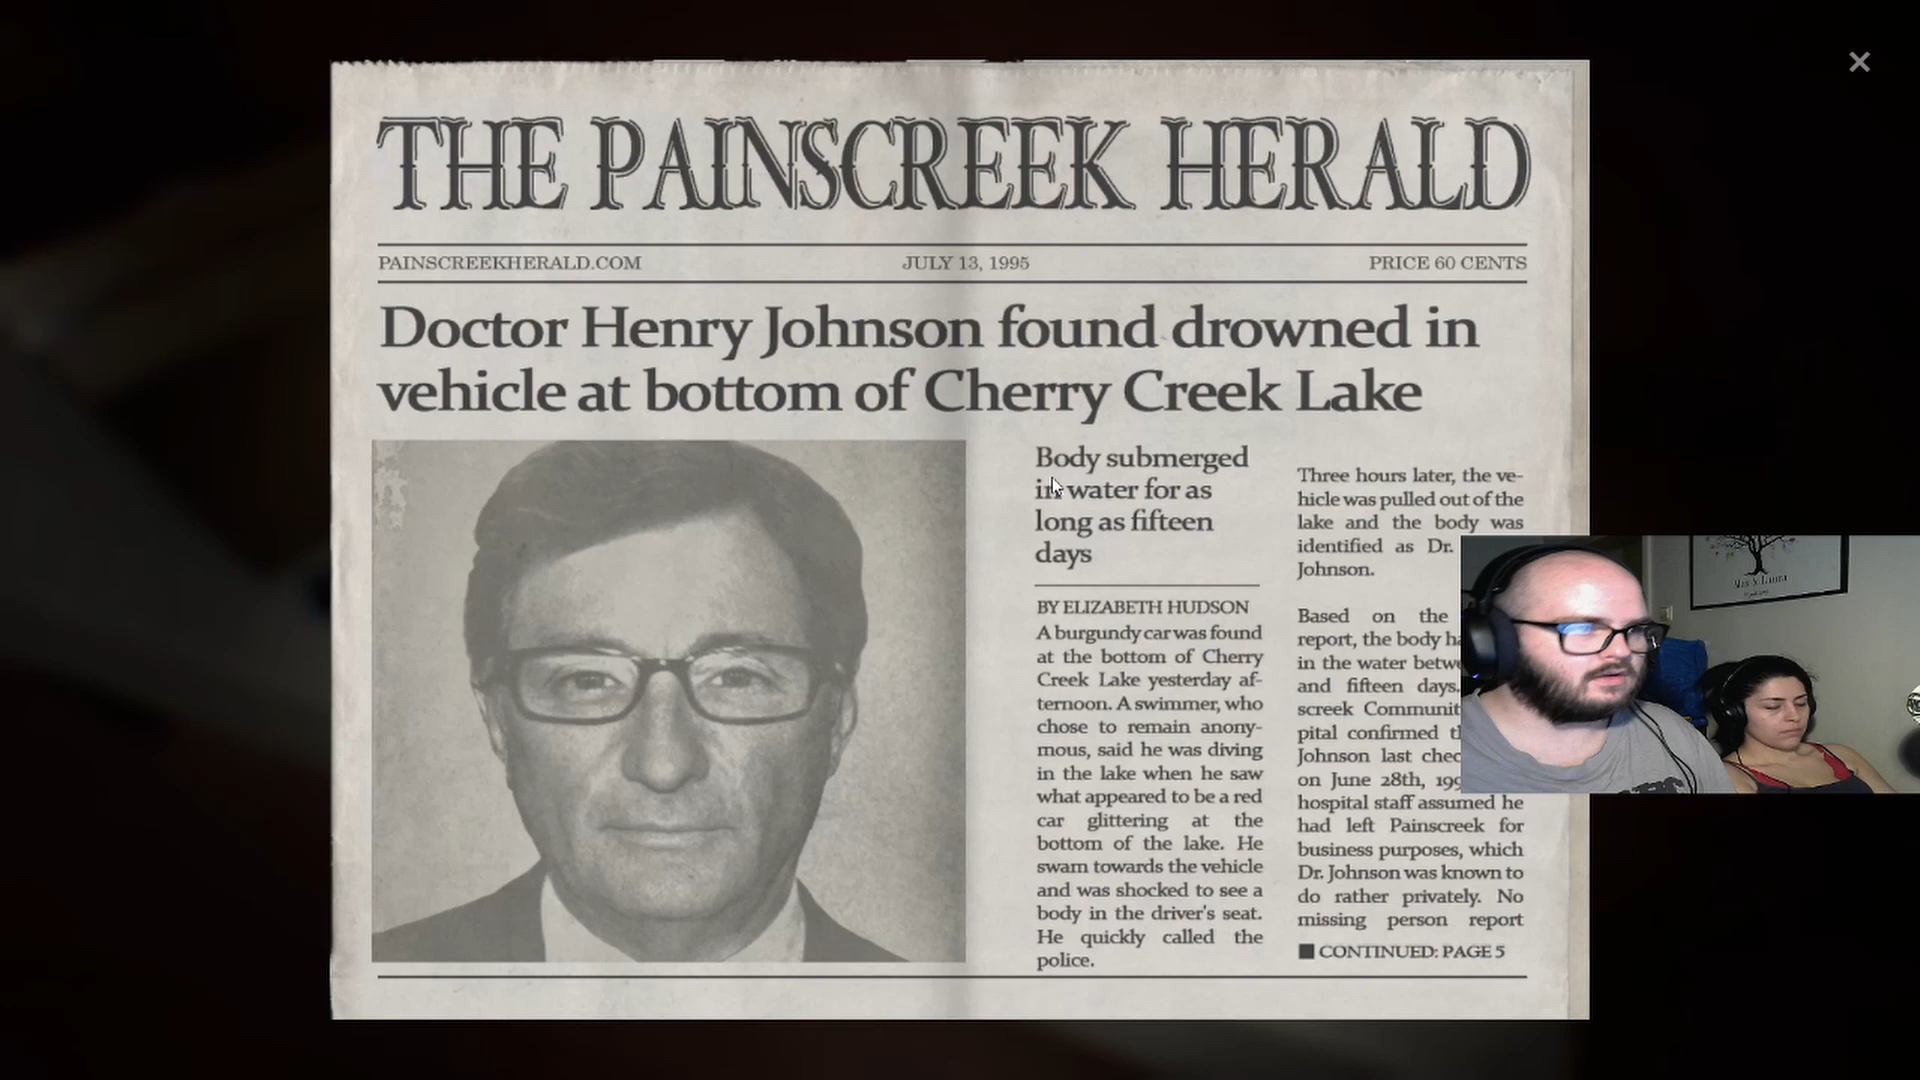 THE PAINSCREEK HERALD
PAINSCREEKHERALD.COM JULY 13, 1995 PRICE 60 CENTS
Doctor Henry Johnson found drowned in
vehicle at bottom of Cherry Creek Lake
Body submerged
in water for as
long as fifteen
days
BY ELIZABETH HUDSON
A burgundy car was found
at the bottom of Cherry
Creek Lake yesterday af-
ternoon. A swimmer, who
chose to remain anony-
mous, said he was diving
in the lake when he saw
what appeared to be a red
car glittering at the
bottom of the lake. He
swam towards the vehicle
and was shocked to see a
body in the driver's seat.
He quickly called the
police.
Three hours later, the ve-
hicle was pulled out of the
lake and the body was
identified as Dr.
Johnson.
Based on the
report, the body
in the water
and fifteen days.
screek
pital confirmed
Johnson last
on June 28th,
hospital staff assumed he
had left Painscreek for
business purposes, which
Dr. Johnson was known to
do rather privately. No
missing person report
CONTINUED: PAGE 5